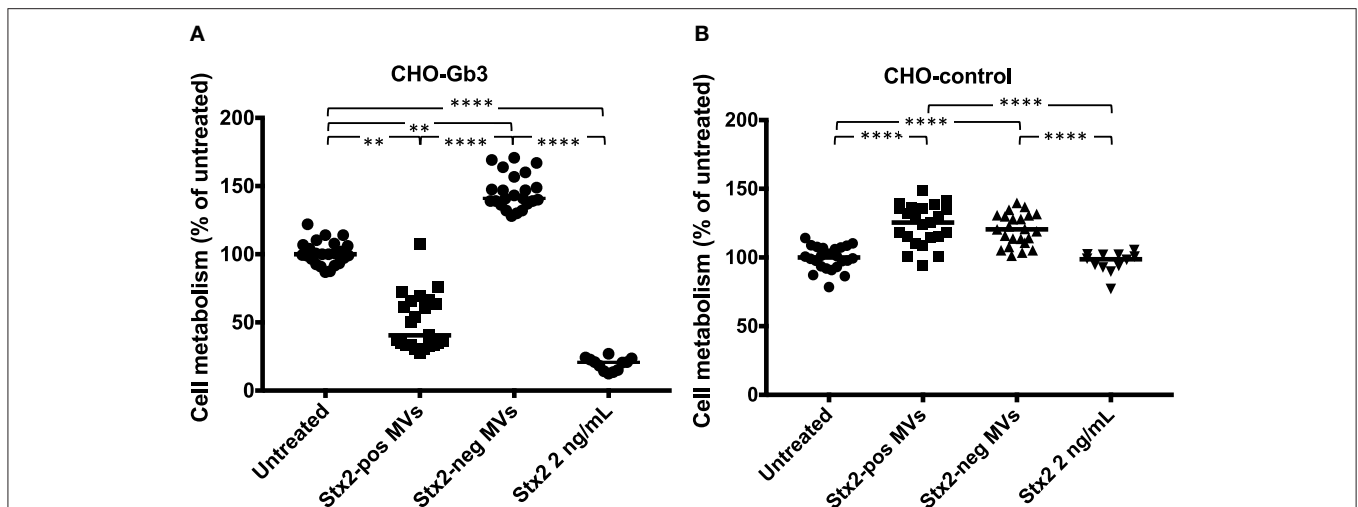 A
CHO-Gb3
Cell metabolism (% of untreated)
****
**
** **** ****
200
150
100
50
0
Untreated
Stx2-pos MVs
Stx2-neg MVs
Stx2 2 ng/mL
B
CHO-control
Cell metabolism (% of untreated)
****
****
**** ****
200
150
100
50
0
Untreated
Stx2-pos MVs
Stx2-neg MVs
Stx2 2 ng/mL